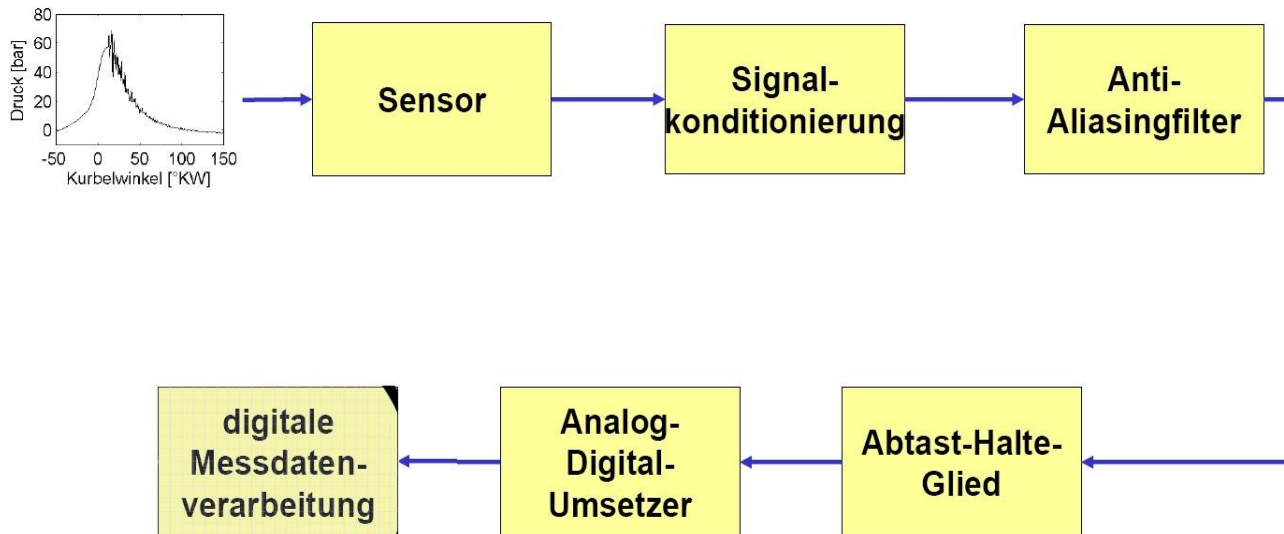 80
60
40
20
0
Druck [bar]
-50 0 50 100 150
Kurbelwinkel [°KW]
Sensor
Signal-
konditionierung
Anti-
Aliasingfilter
digitale
Messdaten-
verarbeitung
Analog-
Digital-
Umsetzer
Abtast-Halte-
Glied